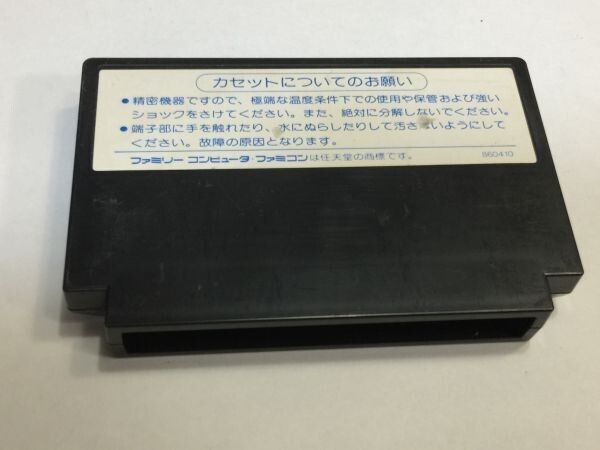 カセットについてのお願い
●精密機器ですので、極端な温度条件下での使用や保管および強い
ショックをさけてください。また、絶対に分解しないでください。
●端子部に手を触れたり、水にぬらしたりして汚さないようにして
ください。故障の原因となります。
ファミリー コンピュータ・ファミコンは任天堂の商標です。 860410